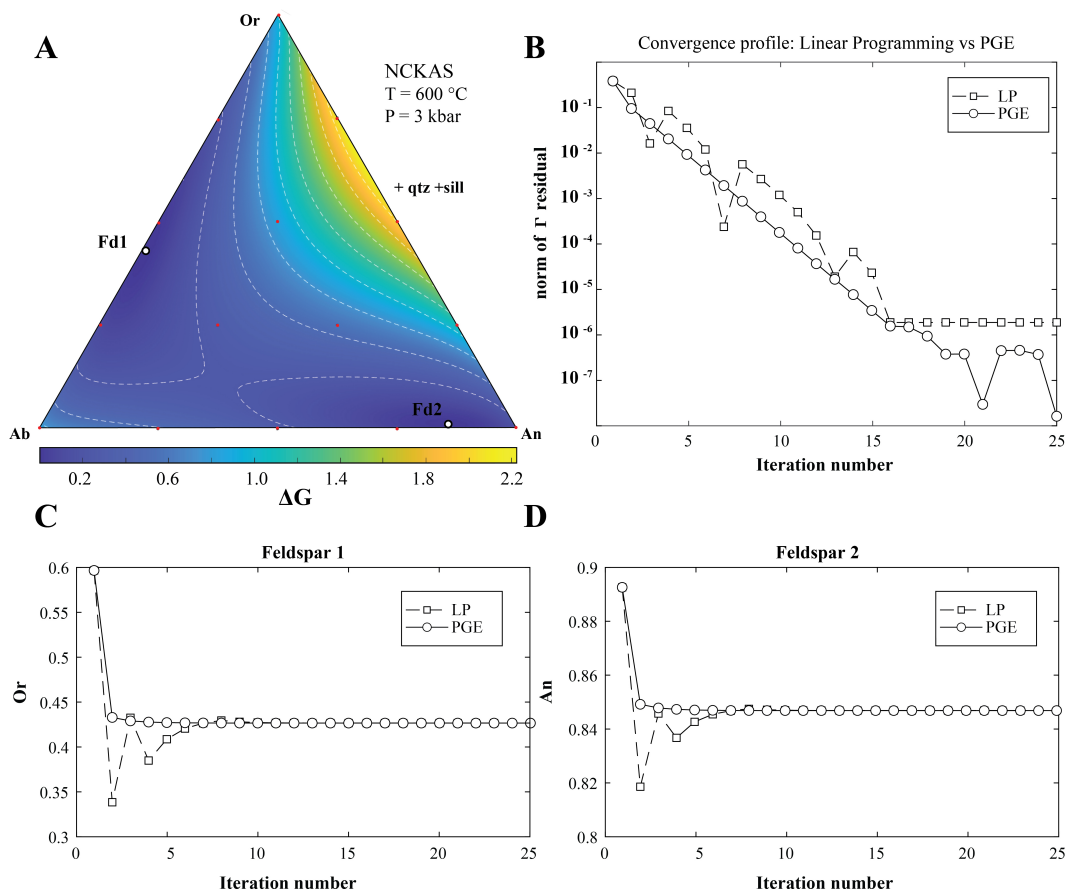 A
Or
NCKAS
T = 600 °C
P = 3 kbar
+ qtz +sill
Fd1
Fd2
Ab
An
0.2 0.6 1.0 1.4 1.8 2.2
ΔG
B
Convergence profile: Linear Programming vs PGE
LP
PGE
norm of Γ residual
10⁻¹
10⁻²
10⁻³
10⁻⁴
10⁻⁵
10⁻⁶
10⁻⁷
0 5 10 15 20 25
Iteration number
C
Feldspar 1
LP
PGE
Or
0.6
0.55
0.5
0.45
0.4
0.35
0.3
0 5 10 15 20 25
Iteration number
D
Feldspar 2
LP
PGE
An
0.9
0.88
0.86
0.84
0.82
0.8
0 5 10 15 20 25
Iteration number